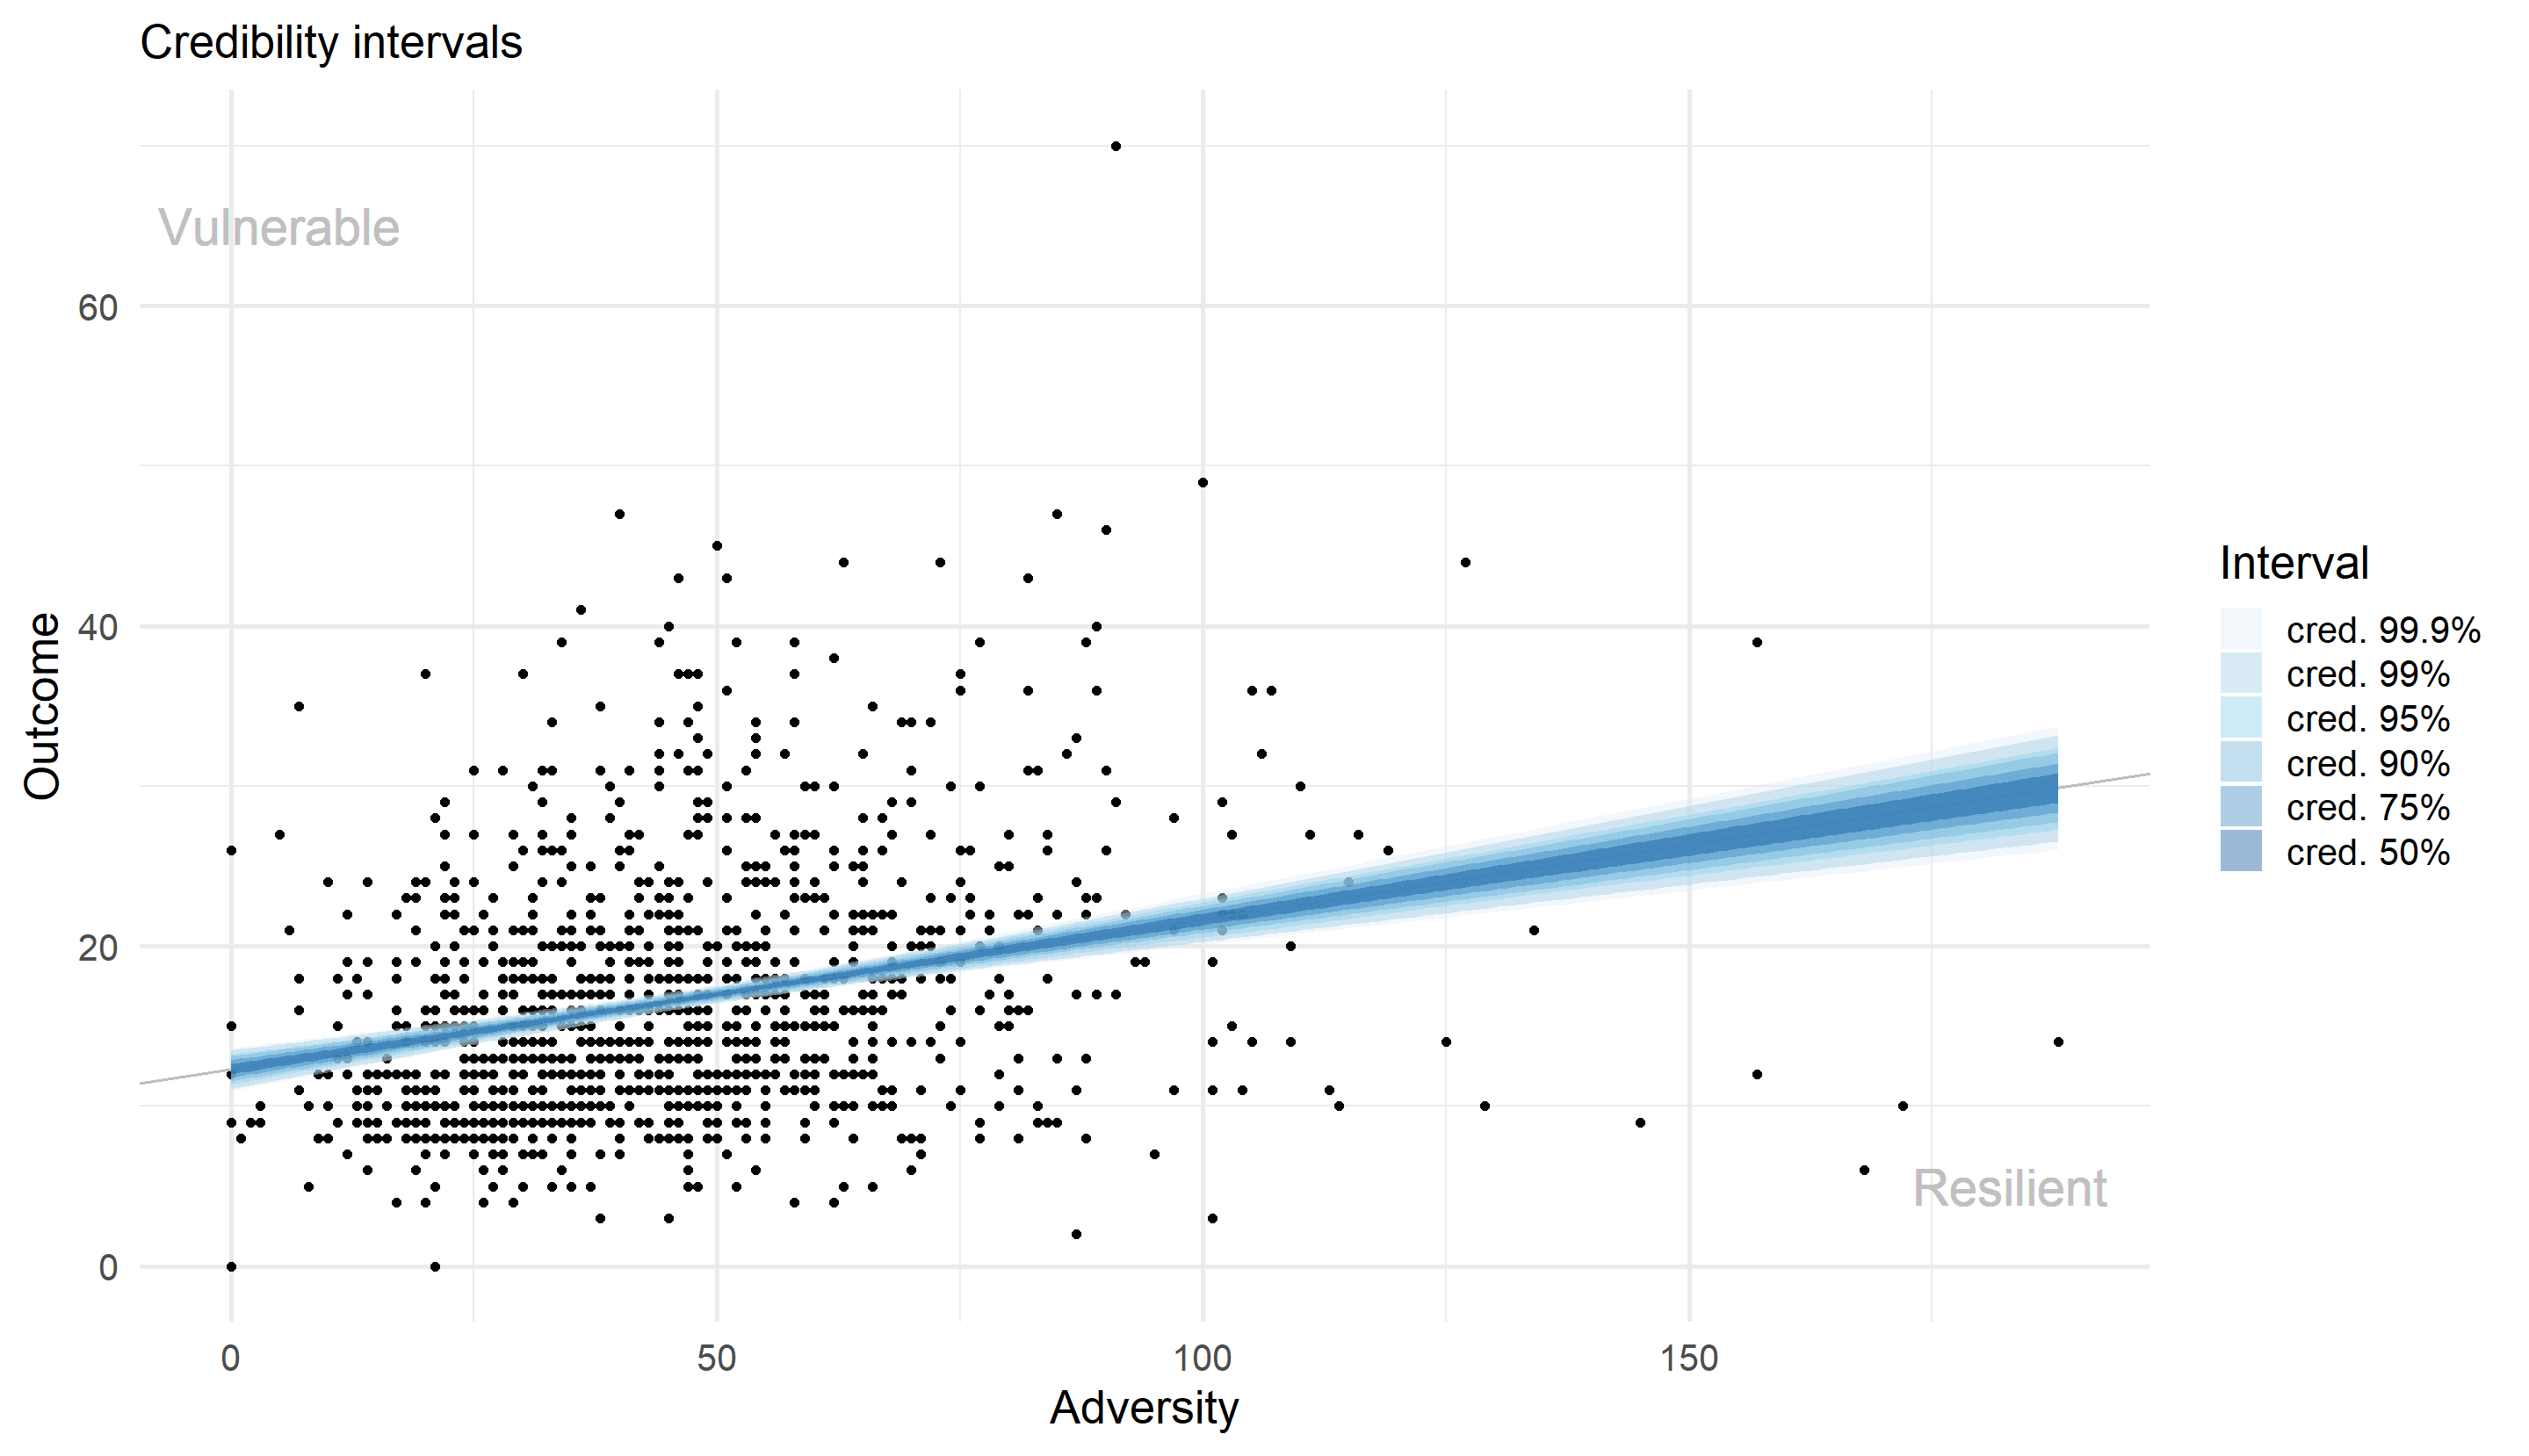 Credibility intervals
Vulnerable
Resilient
Outcome
60
40
20
0
0 50 100 150
Adversity
Interval
cred. 99.9%
cred. 99%
cred. 95%
cred. 90%
cred. 75%
cred. 50%